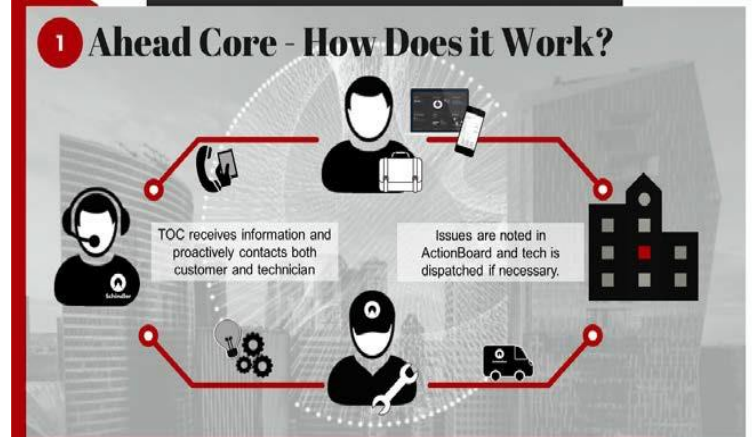 1 Ahead Core - How Does it Work?
TOC receives information and
proactively contacts both
customer and technician
Issues are noted in
ActionBoard and tech is
dispatched if necessary.
Schindler